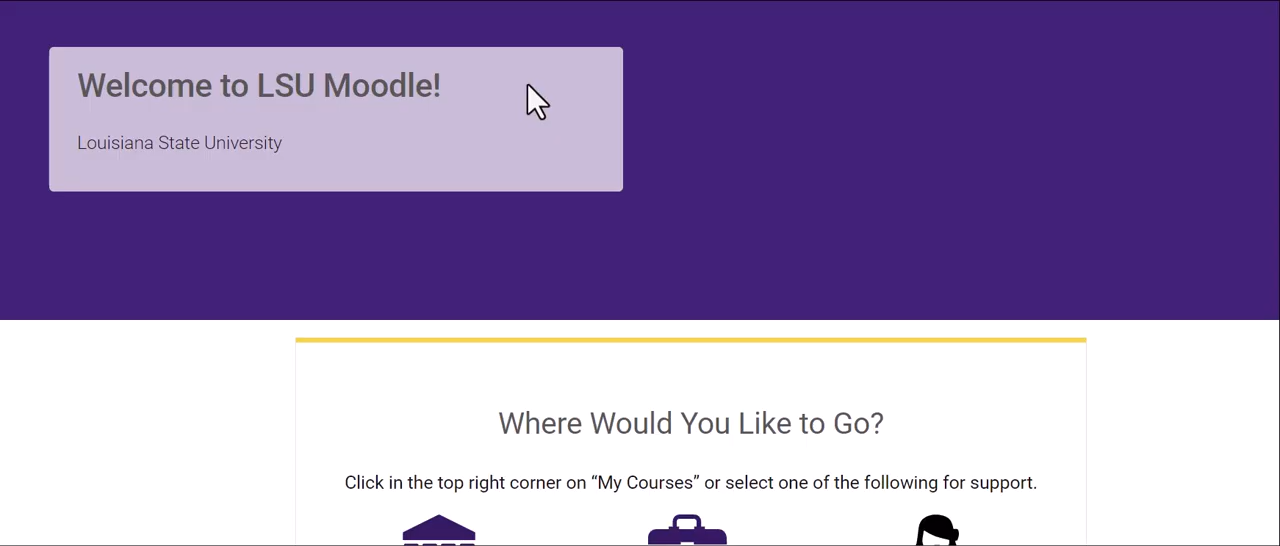 Welcome to LSU Moodle!
Louisiana State University
Where Would You Like to Go?
Click in the top right corner on “My Courses” or select one of the following for support.